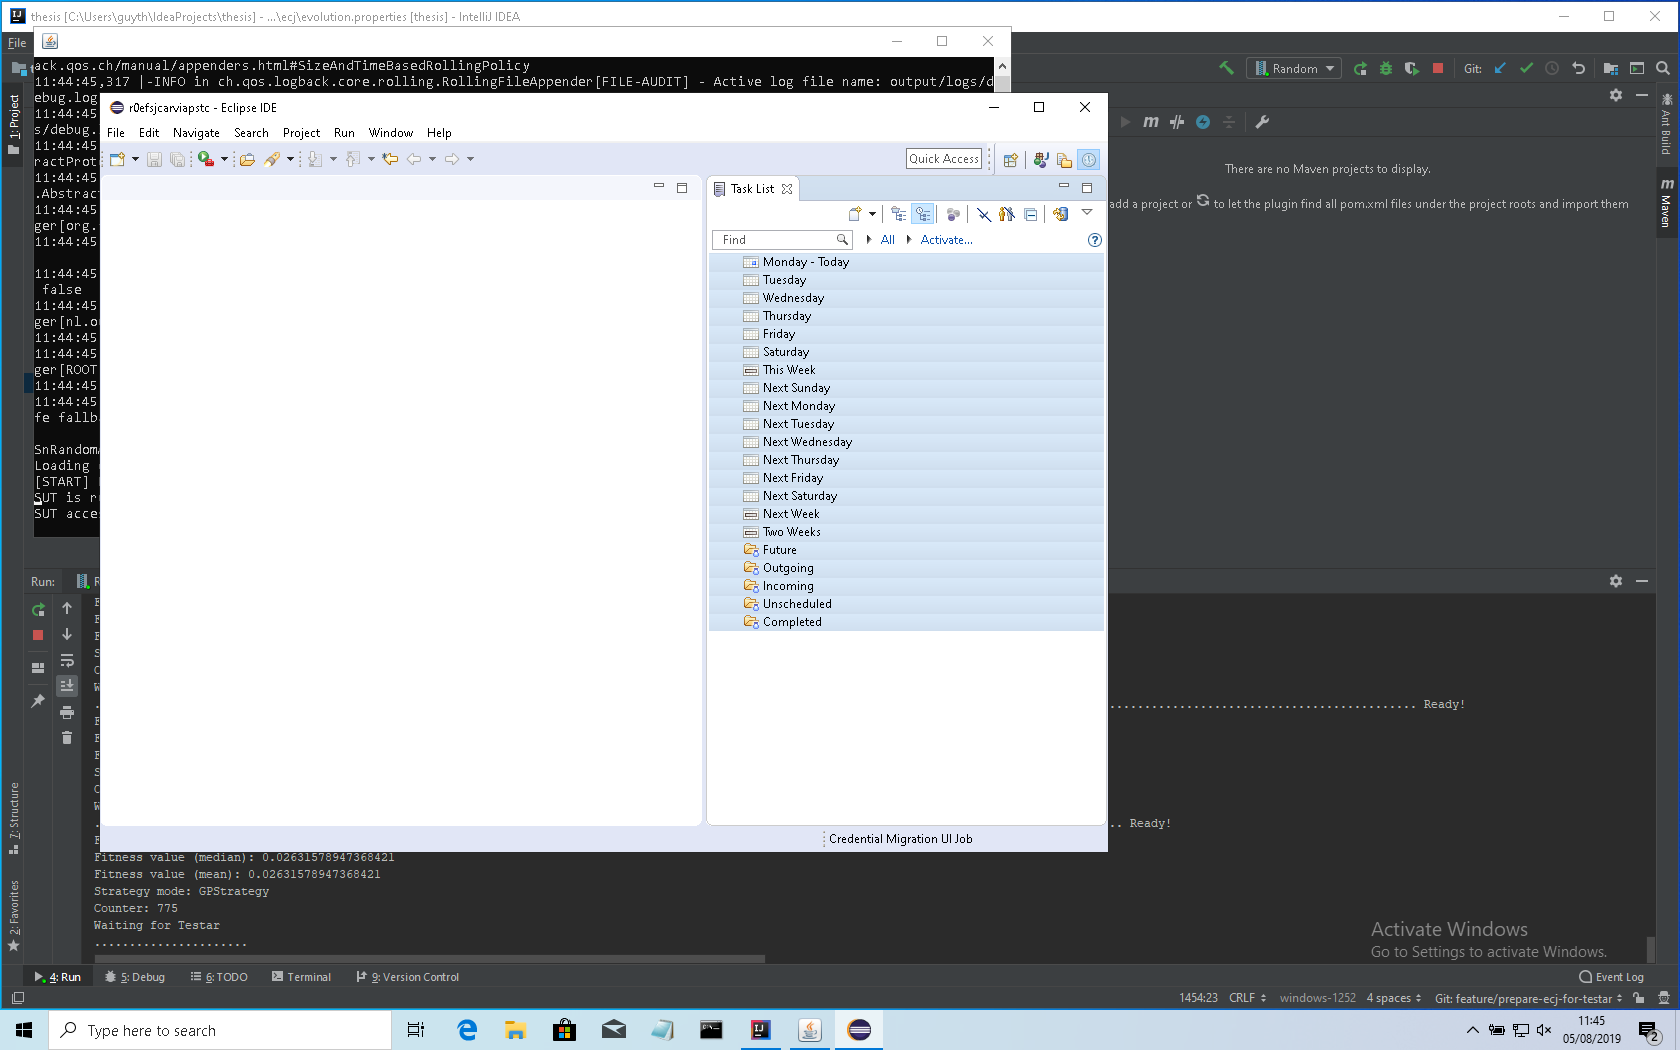 thesis [C:\Users\guyth\IdeaProjects\thesis] - ...\ecj\evolution.properties [thesis] - IntelliJ IDEA
File
ack.qos.ch/manual/appenders.html#SizeAndTimeBasedRollingPolicy
11:44:45,317 |-INFO in ch.qos.logback.core.rolling.RollingFileAppender[FILE-AUDIT] - Active log file name: output/logs/d
ebug.log
11:44:45
s/debug.
11:44:45
ractProt
11:44:45
.Abstrac
11:44:45
ger[org.
11:44:45
11:44:45
false
11:44:45
ger[nl.o
11:44:45
11:44:45
ger[ROOT
11:44:45
11:44:45
fe fallb
SnRandom
Loading
[START]
SUT is r
SUT acce
r0efsjcarviapstc - Eclipse IDE
File Edit Navigate Search Project Run Window Help
Quick Access
Task List
Find
All
Activate...
Monday - Today
Tuesday
Wednesday
Thursday
Friday
Saturday
This Week
Next Sunday
Next Monday
Next Tuesday
Next Wednesday
Next Thursday
Next Friday
Next Saturday
Next Week
Two Weeks
Future
Outgoing
Incoming
Unscheduled
Completed
Credential Migration UI Job
Random
Git:
There are no Maven projects to display.
add a project or to let the plugin find all pom.xml files under the project roots and import them
Ant Build
Maven
1: Project
7: Structure
2: Favorites
Run:
........................................... Ready!
.. Ready!
Fitness value (median): 0.02631578947368421
Fitness value (mean): 0.02631578947368421
Strategy mode: GPStrategy
Counter: 775
Waiting for Testar
......................
Activate Windows
Go to Settings to activate Windows.
4: Run 5: Debug 6: TODO Terminal 9: Version Control
Event Log
1454:23 CRLF windows-1252 4 spaces Git: feature/prepare-ecj-for-testar
Type here to search
11:45
05/08/2019
2